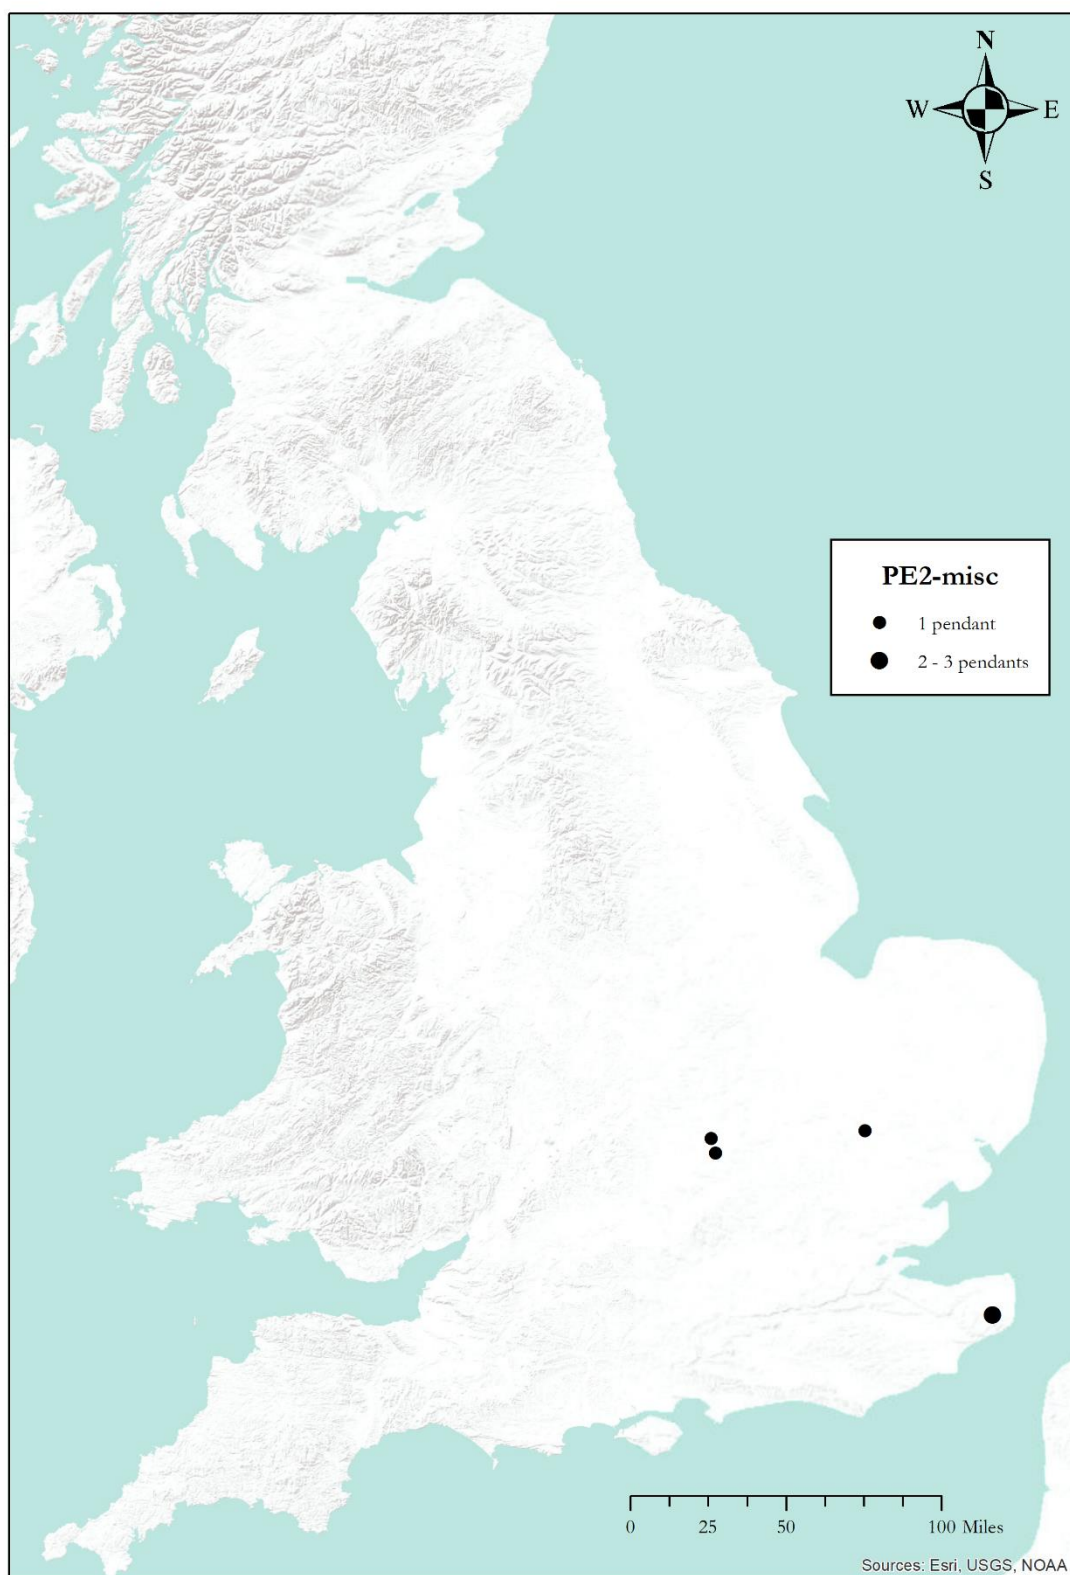 N
W E
S
PE2-misc
1 pendant
2 - 3 pendants
0 25 50 100 Miles
Sources: Esri, USGS, NOAA